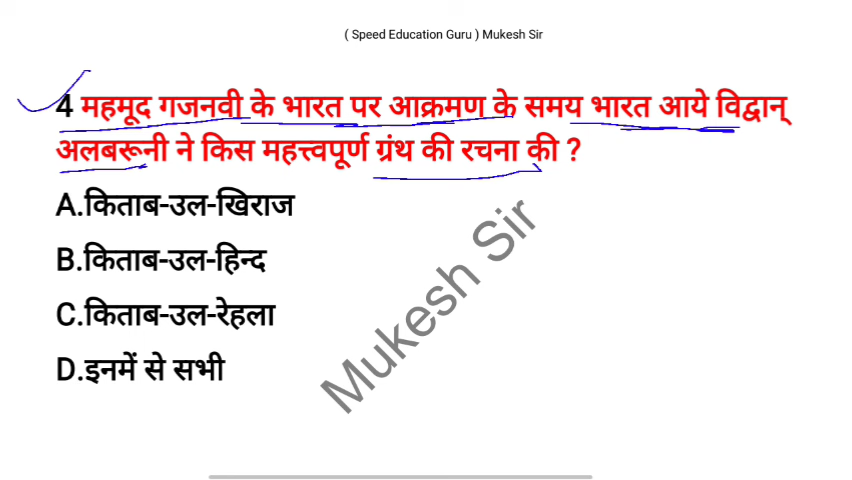 ( Speed Education Guru ) Mukesh Sir
4 महमूद गजनवी के भारत पर आक्रमण के समय भारत आये विद्वान्
अलबरूनी ने किस महत्त्वपूर्ण ग्रंथ की रचना की ?
A.किताब-उल-खिराज
B.किताब-उल-हिन्द
C.किताब-उल-रेहला
D.इनमें से सभी
Mukesh Sir